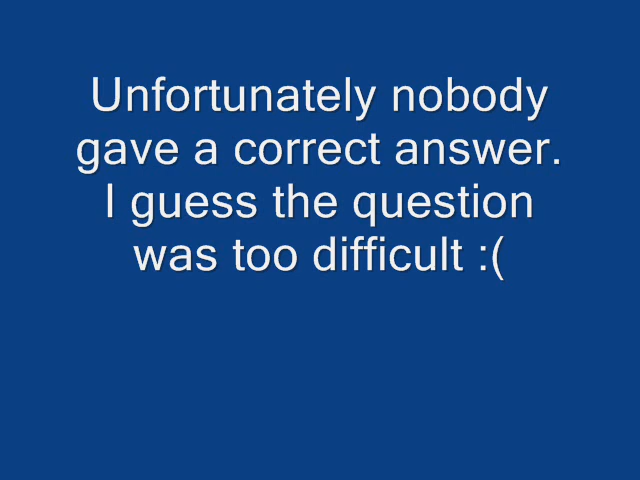 Unfortunately nobody
gave a correct answer.
I guess the question
was too difficult :(